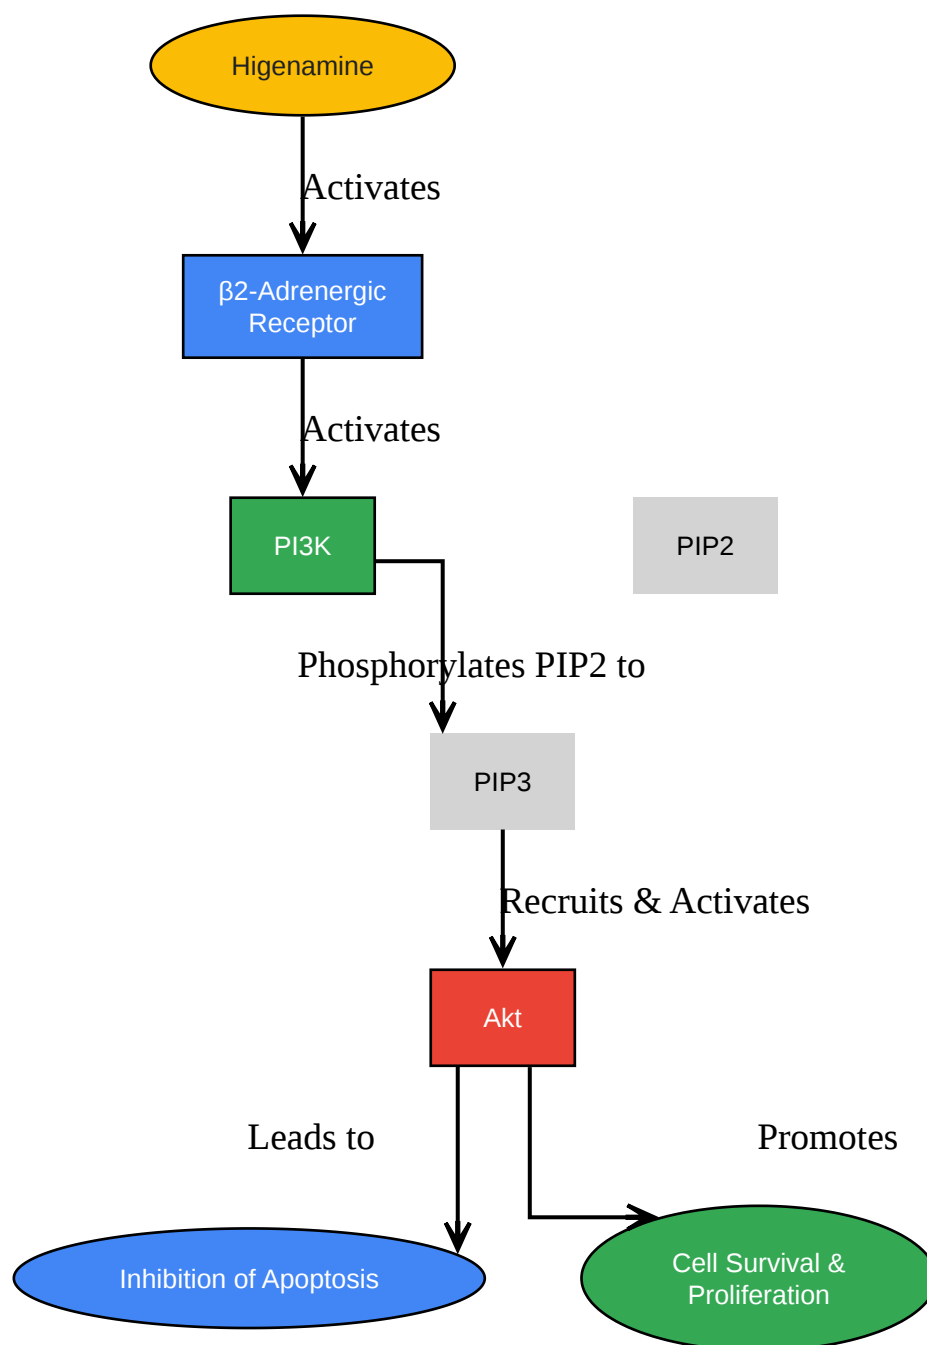 Higenamine
Activates
β2-Adrenergic
Receptor
Activates
PI3K
PIP2
Phosphorylates PIP2 to
PIP3
Recruits & Activates
Akt
Leads to
Promotes
Inhibition of Apoptosis
Cell Survival &
Proliferation